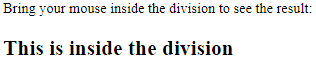 Bring your mouse inside the division to see the result:
This is inside the division